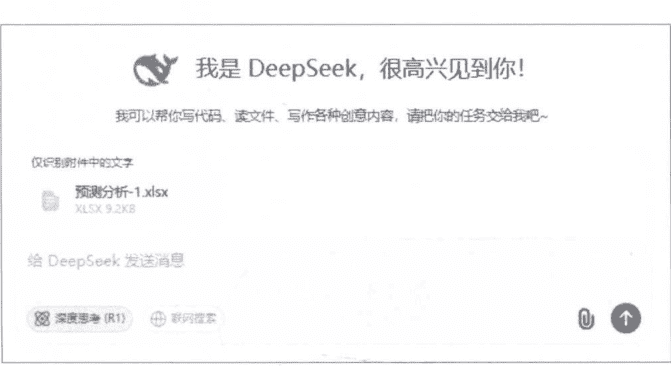 我是 DeepSeek，很高兴见到你！
我可以帮你写代码、读文件、写作各种创意内容，请把你的任务交给我吧~
仅识别附件中的文字
预测分析-1.xlsx
XLSX 9.2KB
给 DeepSeek 发送消息
深度思考 (R1) 联网搜索